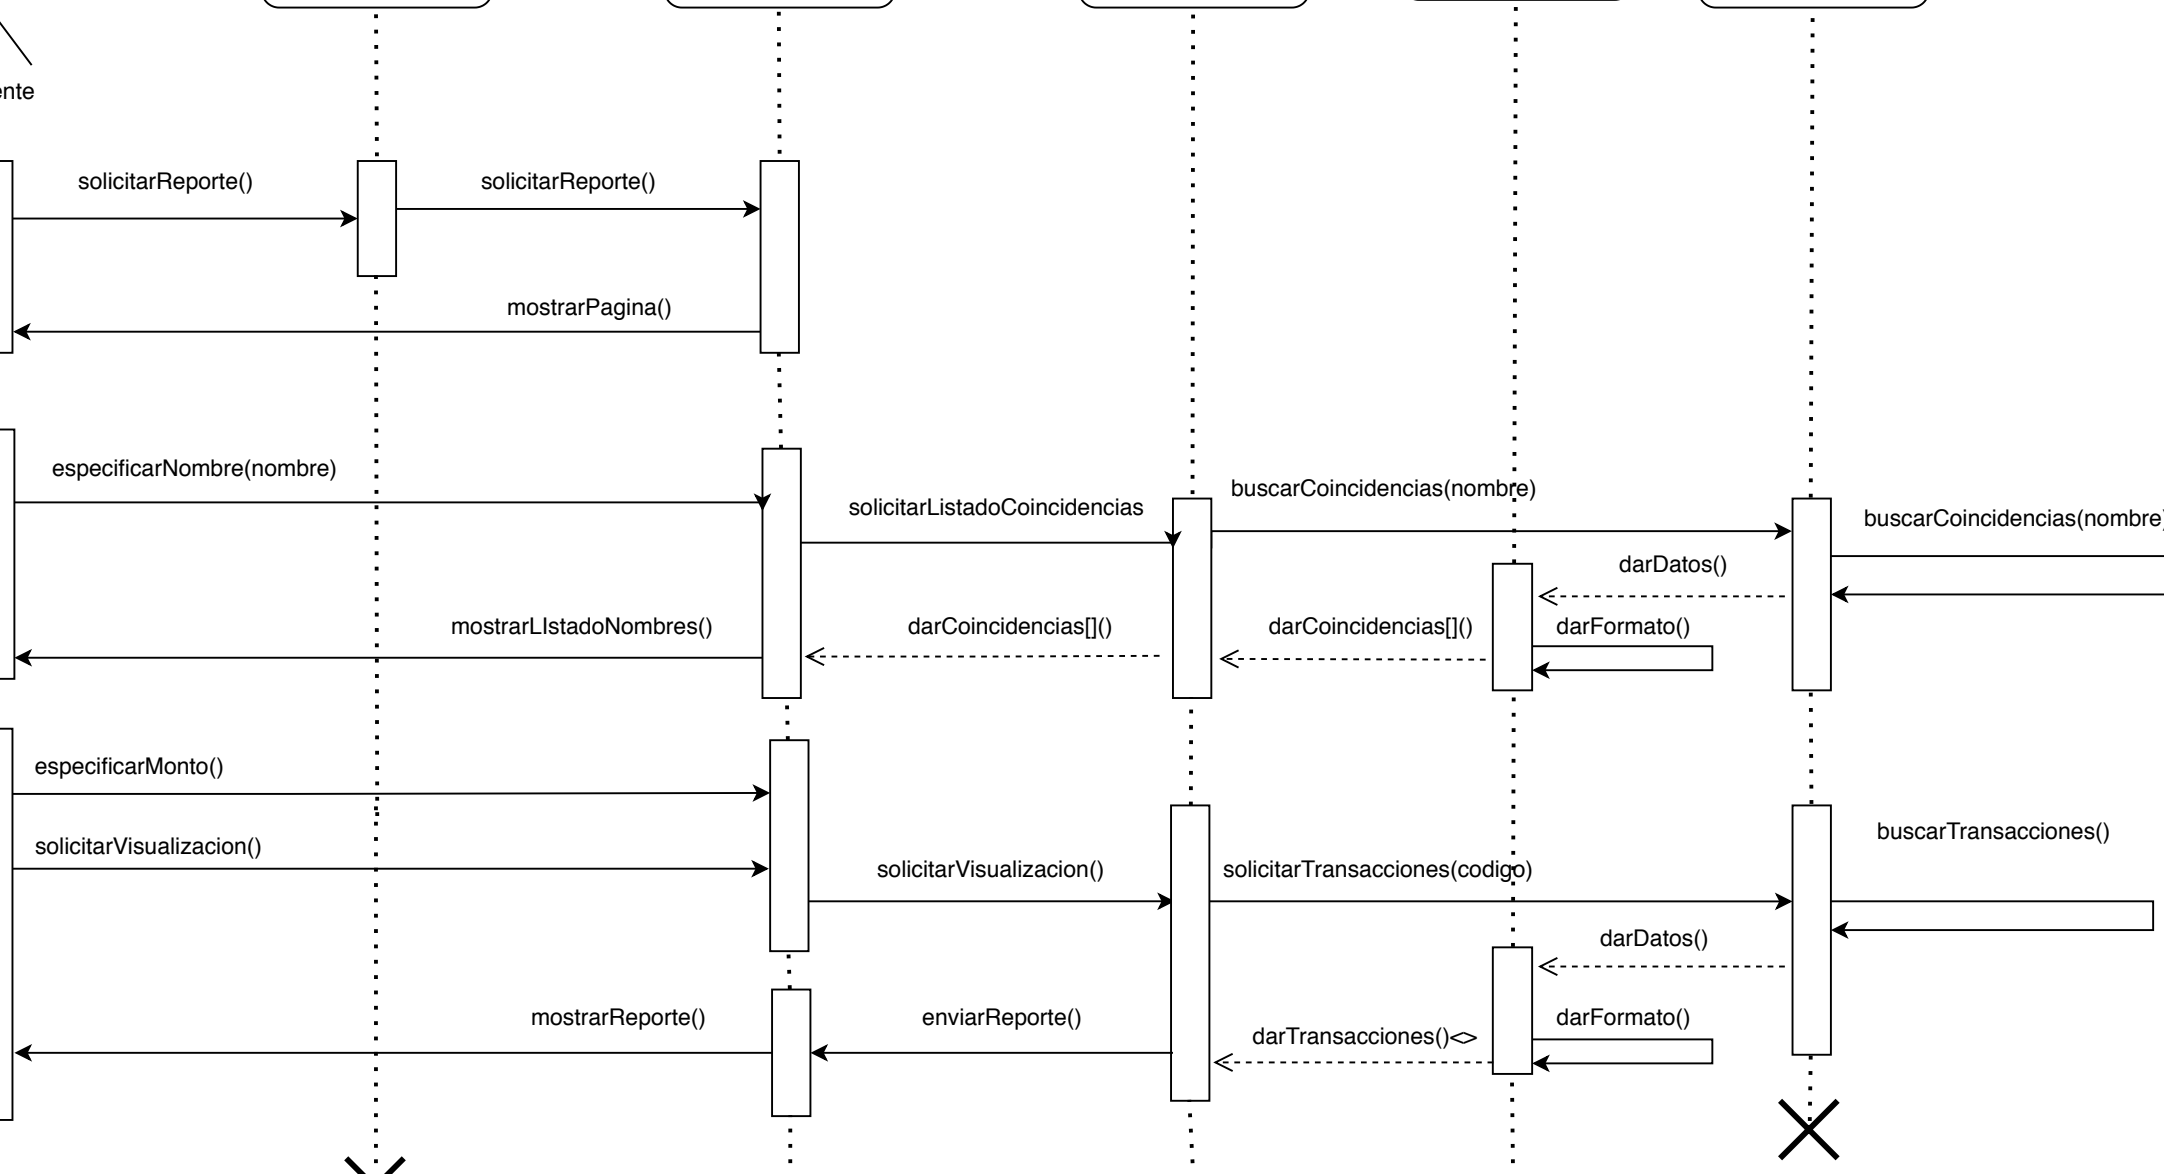 ente
solicitarReporte()
solicitarReporte()
mostrarPagina()
especificarNombre(nombre)
buscarCoincidencias(nombre)
solicitarListadoCoincidencias
buscarCoincidencias(nombre)
darDatos()
mostrarLIstadoNombres()
darCoincidencias[]()
darCoincidencias[]()
darFormato()
especificarMonto()
buscarTransacciones()
solicitarVisualizacion()
solicitarVisualizacion()
solicitarTransacciones(codigo)
darDatos()
mostrarReporte()
enviarReporte()
darFormato()
darTransacciones()<>